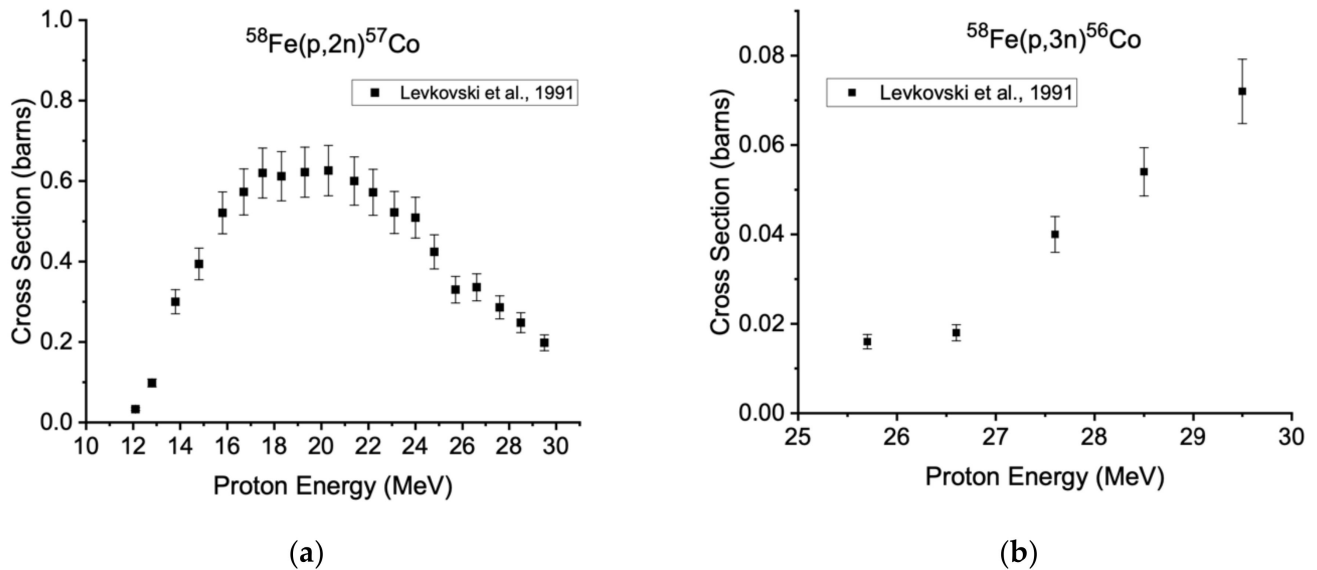 ⁵⁸Fe(p,2n)⁵⁷Co
Levkovski et al., 1991
Cross Section (barns)
1.0
0.8
0.6
0.4
0.2
0.0
10 12 14 16 18 20 22 24 26 28 30
Proton Energy (MeV)
(a)
⁵⁸Fe(p,3n)⁵⁶Co
Levkovski et al., 1991
Cross Section (barns)
0.08
0.06
0.04
0.02
0.00
25 26 27 28 29 30
Proton Energy (MeV)
(b)